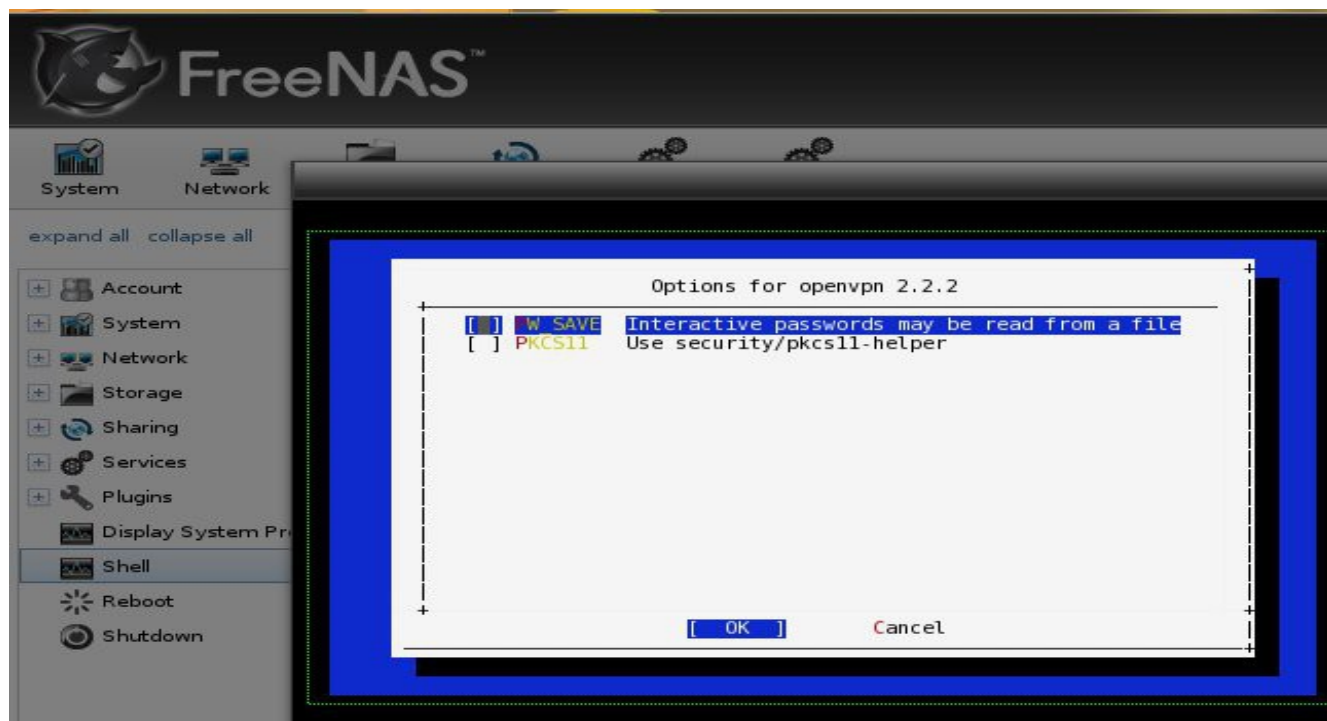 FreeNAS™
System Network
expand all collapse all
Account
System
Network
Storage
Sharing
Services
Plugins
Display System Pr
Shell
Reboot
Shutdown
Options for openvpn 2.2.2
[ ] PW_SAVE Interactive passwords may be read from a file
[ ] PKCS11 Use security/pkcs11-helper
[ OK ] Cancel